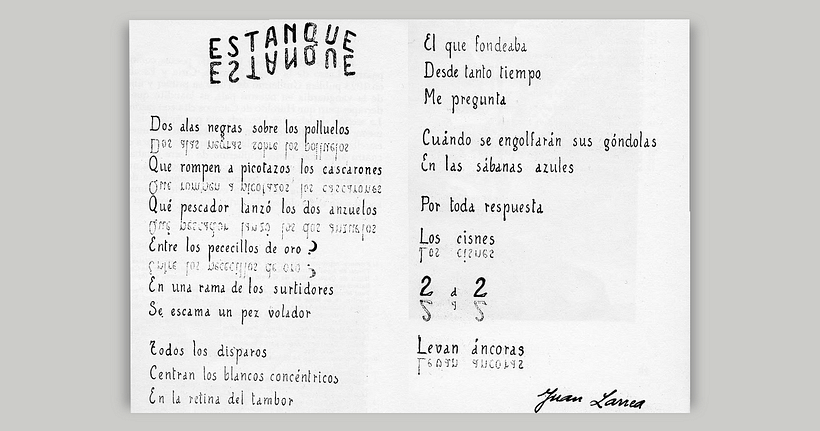 ESTANQUE
Dos alas negras sobre los polluelos
Que rompen a picotazos los cascarones
Qué pescador lanzó los dos anzuelos
Entre los pececillos de oro ?
En una rama de los surtidores
Se escama un pez volador
Todos los disparos
Centran los blancos concéntricos
En la retina del tambor
El que fondeaba
Desde tanto tiempo
Me pregunta
Cuándo se engolfarán sus góndolas
En las sábanas azules
Por toda respuesta
Los cisnes
2 a 2
Levan áncoras
Juan Larrea